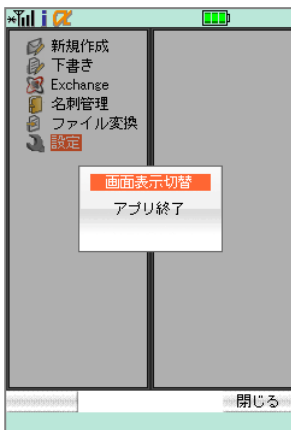 i α
新規作成
下書き
Exchange
名刺管理
ファイル変換
設定
画面表示切替
アプリ終了
閉じる